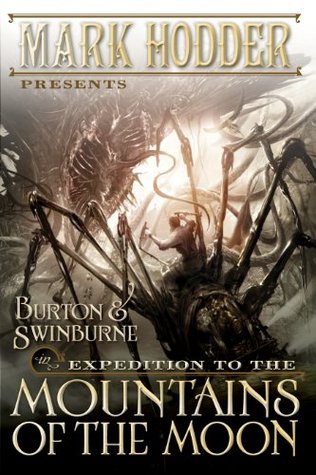 MARK HODDER
PRESENTS
BURTON &
SWINBURNE
in
EXPEDITION TO THE
MOUNTAINS
OF THE MOON